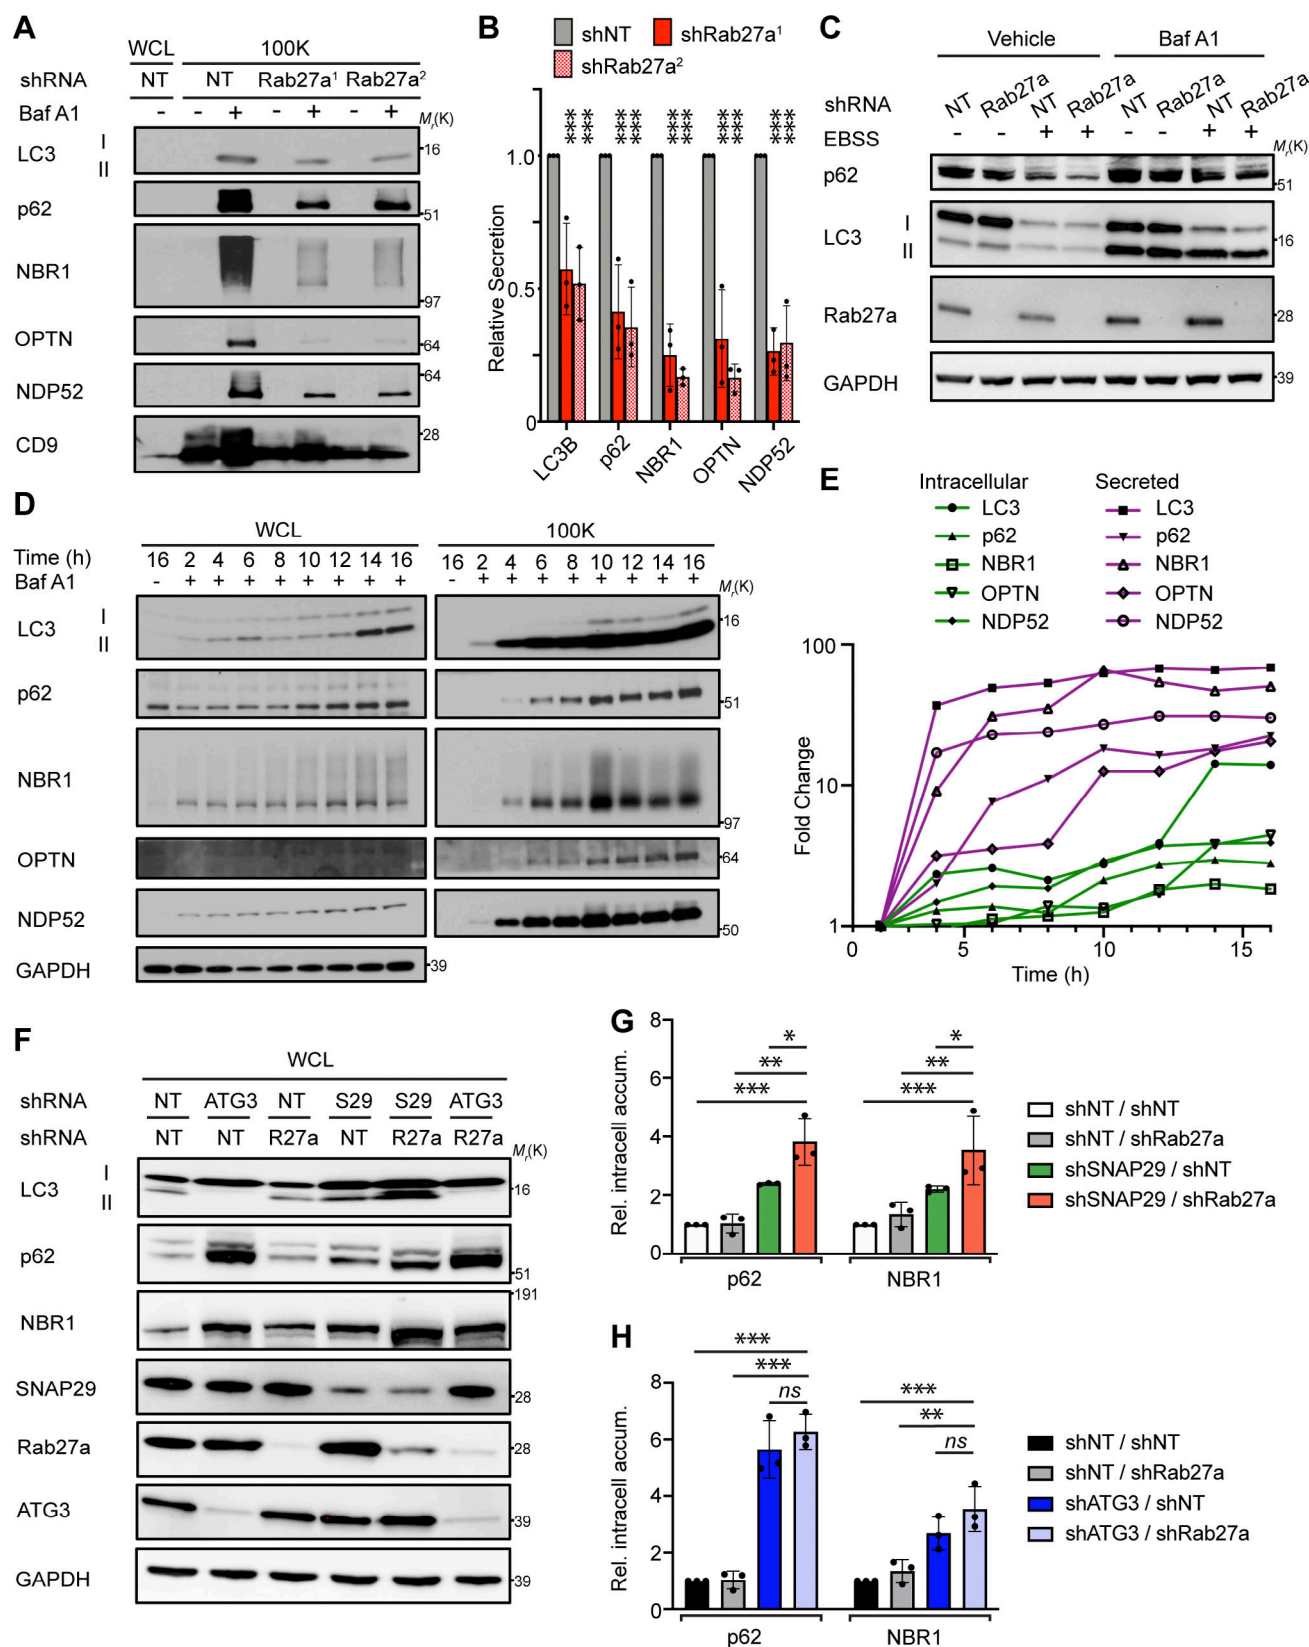 A
WCL 100K
shRNA NT NT Rab27a¹ Rab27a²
Baf A1 - - + - + - + Mr(K)
LC3 I II 16
p62 51
NBR1 97
OPTN 64
NDP52 64
CD9 28
B
shNT shRab27a¹
shRab27a²
Relative Secretion
**** **** **** **** ****
*** *** *** *** ***
1.0
0.5
0
LC3B p62 NBR1 OPTN NDP52
C
Vehicle Baf A1
shRNA NT Rab27a NT Rab27a NT Rab27a NT Rab27a
EBSS - - + + - - + + Mr(K)
p62 51
LC3 I II 16
Rab27a 28
GAPDH 39
D
WCL 100K
Time (h) 16 2 4 6 8 10 12 14 16 16 2 4 6 8 10 12 14 16
Baf A1 - + + + + + + + + - + + + + + + + + Mr(K)
LC3 I II 16
p62 51
NBR1 97
OPTN 64
NDP52 50
GAPDH 39
E
Intracellular Secreted
LC3 LC3
p62 p62
NBR1 NBR1
OPTN OPTN
NDP52 NDP52
Fold Change
100
10
1
0 5 10 15
Time (h)
F
WCL
shRNA NT ATG3 NT S29 S29 ATG3
shRNA NT NT R27a NT R27a R27a Mr(K)
LC3 I II 16
p62 51
NBR1 191
SNAP29 28
Rab27a 28
ATG3 39
GAPDH 39
G
Rel. intracell accum.
8
6
4
2
0
* ** *** * ** ***
p62 NBR1
shNT / shNT
shNT / shRab27a
shSNAP29 / shNT
shSNAP29 / shRab27a
H
Rel. intracell accum.
8
6
4
2
0
*** *** ns *** ** ns
p62 NBR1
shNT / shNT
shNT / shRab27a
shATG3 / shNT
shATG3 / shRab27a